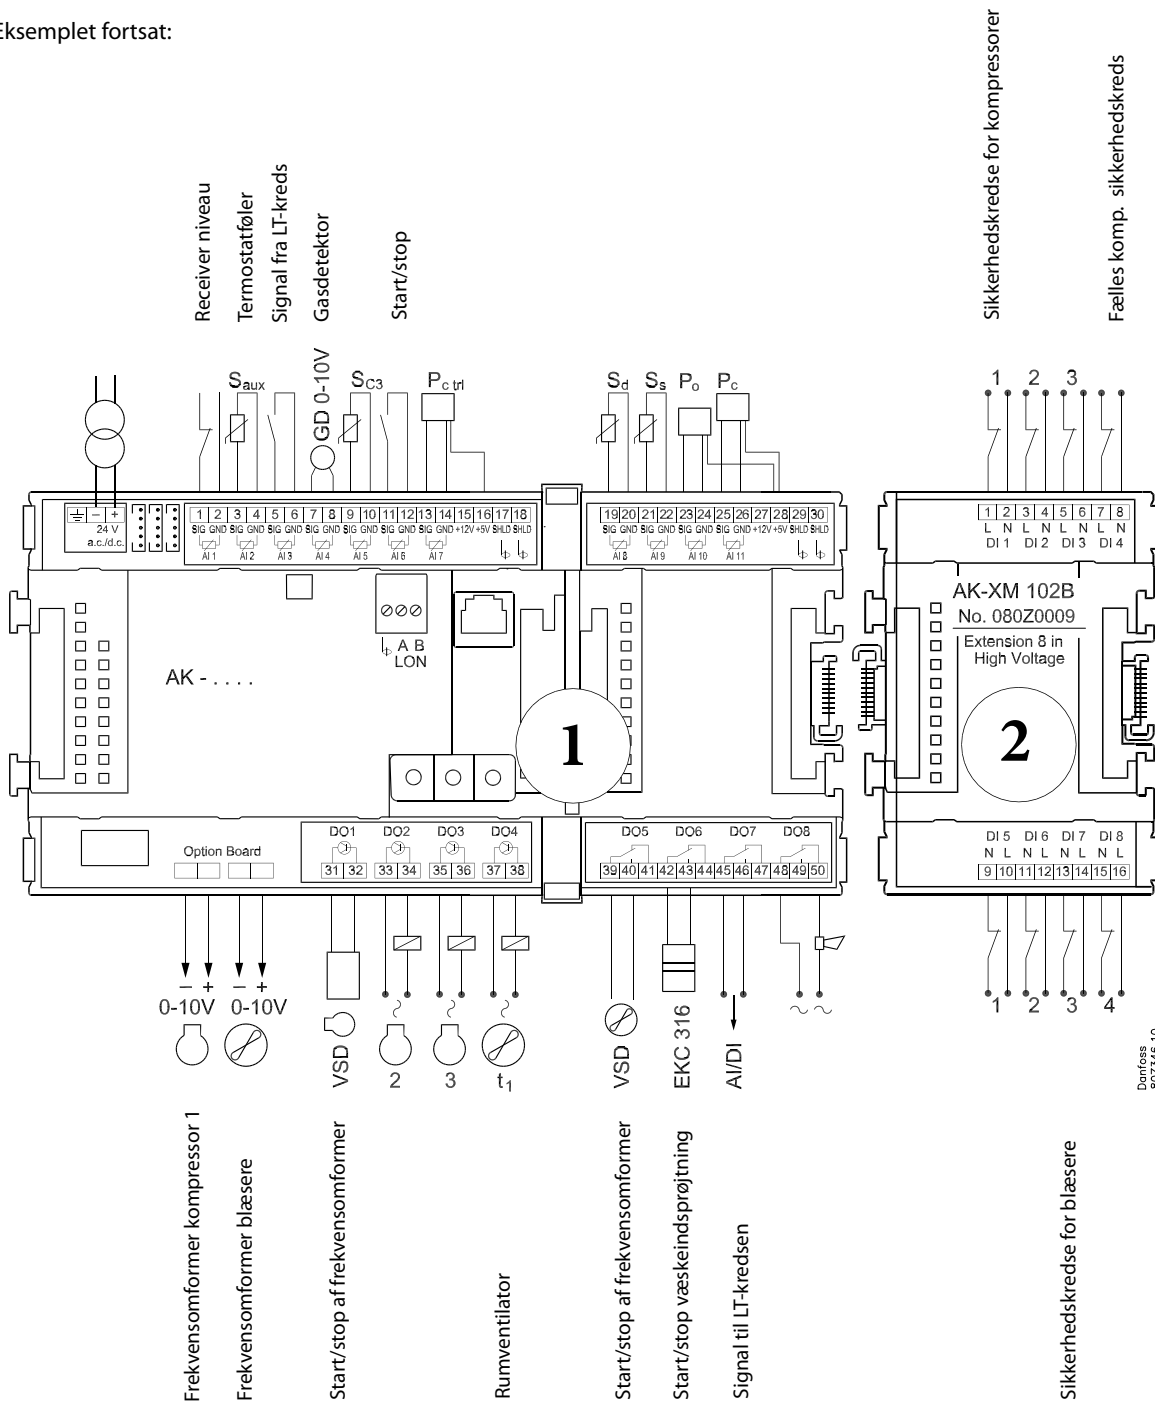 Eksemplet fortsat:
Receiver niveau
Termostatføler
Signal fra LT-kreds
Gasdetektor
Start/stop
Sikkerhedskredse for kompressorer
Fælles komp. sikkerhedskreds
Saux
GD 0-10V
SC3
Pc trl
Sd
Ss
Po
Pc
1 2 3
– +
24 V
a.c./d.c.
1 2 3 4 5 6 7 8 9 10 11 12 13 14 15 16 17 18
SIG GND SIG GND SIG GND SIG GND SIG GND SIG GND SIG GND +12V +5V SHLD SHLD
AI 1 AI 2 AI 3 AI 4 AI 5 AI 6 AI 7
19 20 21 22 23 24 25 26 27 28 29 30
SIG GND SIG GND SIG GND SIG GND +12V +5V SHLD SHLD
AI 8 AI 9 AI 10 AI 11
1 2 3 4 5 6 7 8
L N L N L N L N
DI 1 DI 2 DI 3 DI 4
A B
LON
AK - . . . .
1
AK-XM 102B
No. 080Z0009
Extension 8 in
High Voltage
2
Option Board
DO1 DO2 DO3 DO4
31 32 33 34 35 36 37 38
DO5 DO6 DO7 DO8
39 40 41 42 43 44 45 46 47 48 49 50
DI 5 DI 6 DI 7 DI 8
N L N L N L N L
9 10 11 12 13 14 15 16
– + – +
0-10V 0-10V
VSD
2
3
t1
VSD
EKC 316
AI/DI
1 2 3 4
Frekvensomformer kompressor 1
Frekvensomformer blæsere
Start/stop af frekvensomformer
Rumventilator
Start/stop af frekvensomformer
Start/stop væskeindsprøjtning
Signal til LT-kredsen
Sikkerhedskredse for blæsere
Danfoss